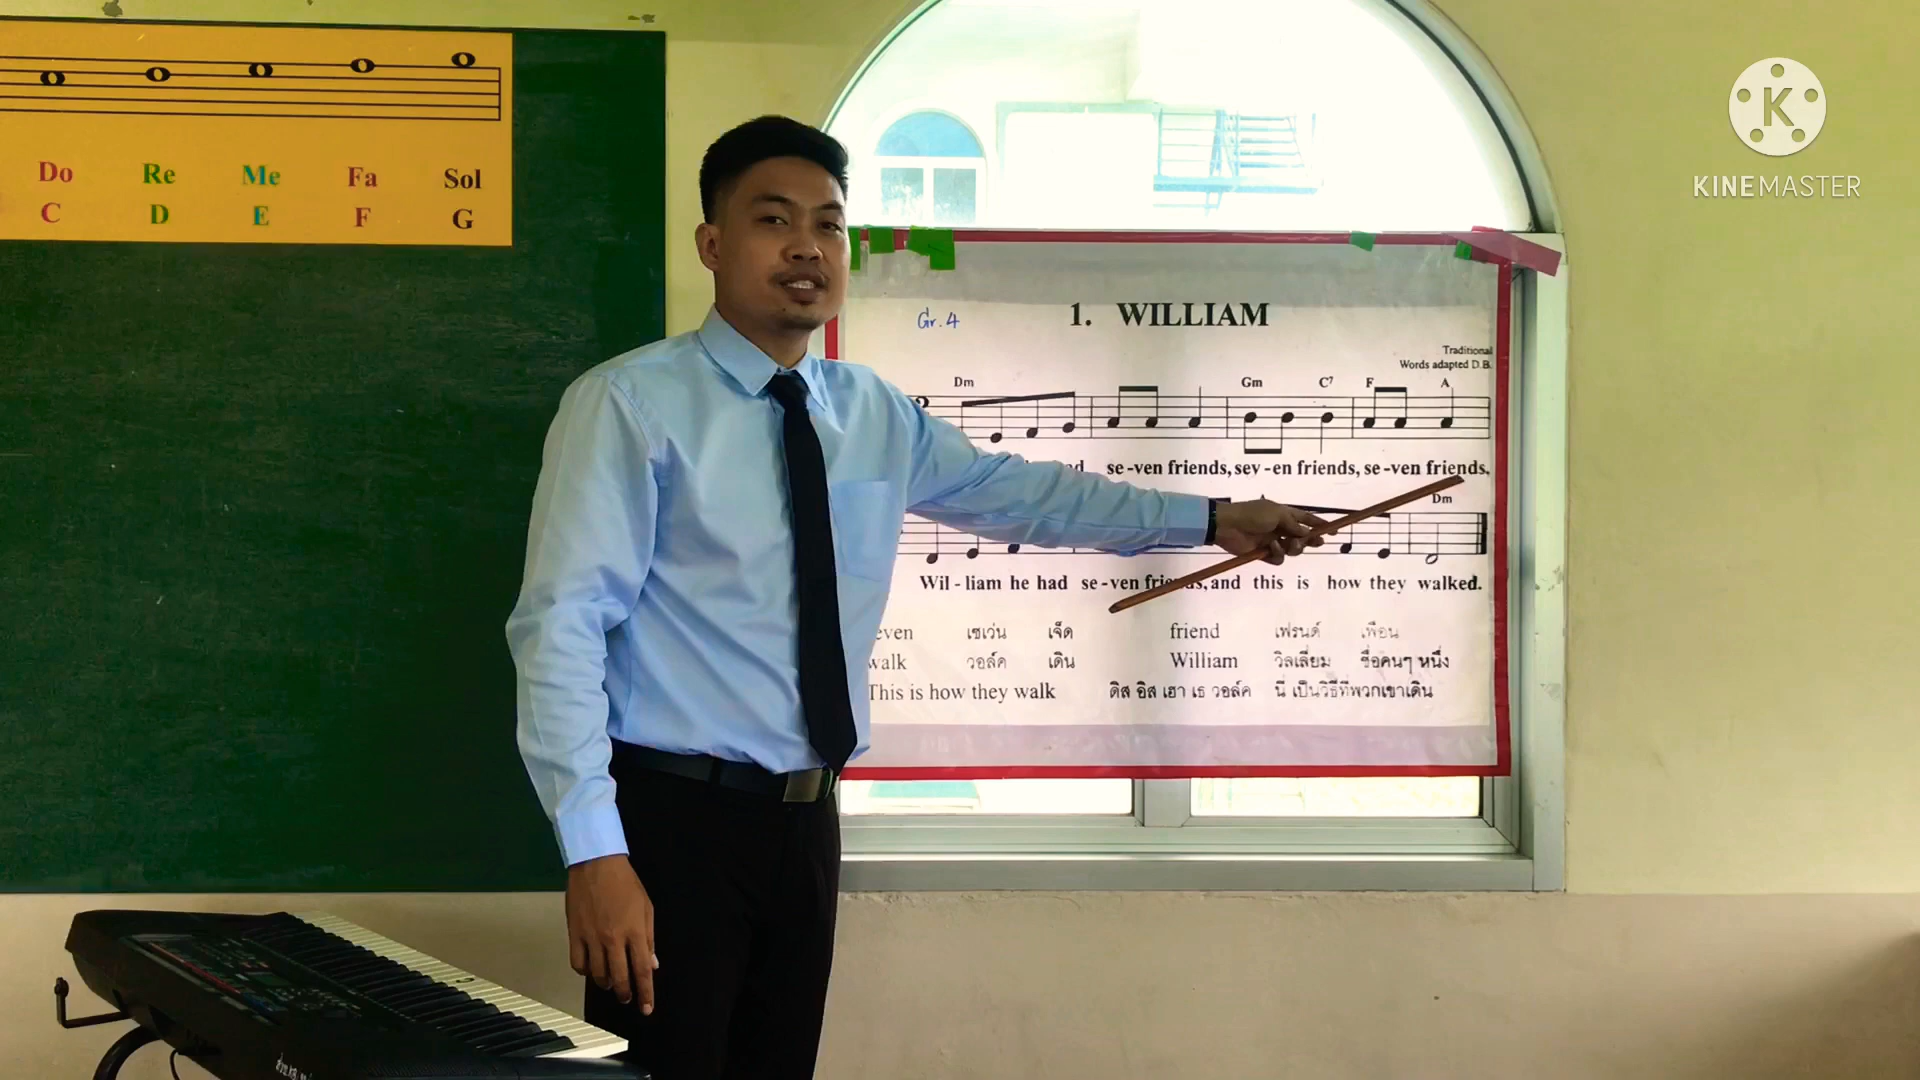 Do Re Me Fa Sol
C D E F G
KINEMASTER
Gr. 4
1. WILLIAM
Traditional
Words adapted D.B.
Dm Gm C7 F A
se-ven friends, sev-en friends, se-ven friends,
A Dm
Wil-liam he had se-ven friends, and this is how they walked.
even เซเว่น เจ็ด friend เฟรนด์ เพื่อน
walk วอล์ค เดิน William วิลเลี่ยม ชื่อคนๆ หนึ่ง
This is how they walk ดิส อิส เฮา เธ วอล์ค นี่ เป็นวิธีที่พวกเขาเดิน